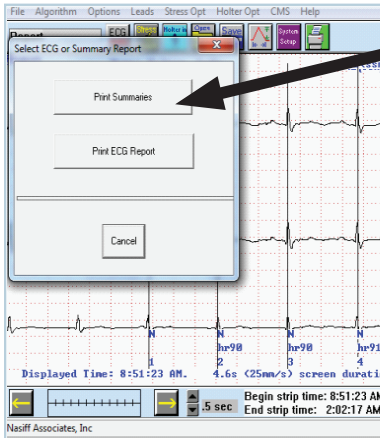 File Algorithm Options Leads Stress Opt Holter Opt CMS Help
Report ECG Stress Holter Open Save System Setup
Select ECG or Summary Report
Print Summaries
Print ECG Report
Cancel
N N N N
hr90 hr90 hr91
1 2 3 4
Displayed Time: 8:51:23 AM. 4.6s (25mm/s) screen durati
.5 sec
Begin strip time: 8:51:23 AM
End strip time: 2:02:17 AM
Nasiff Associates, Inc